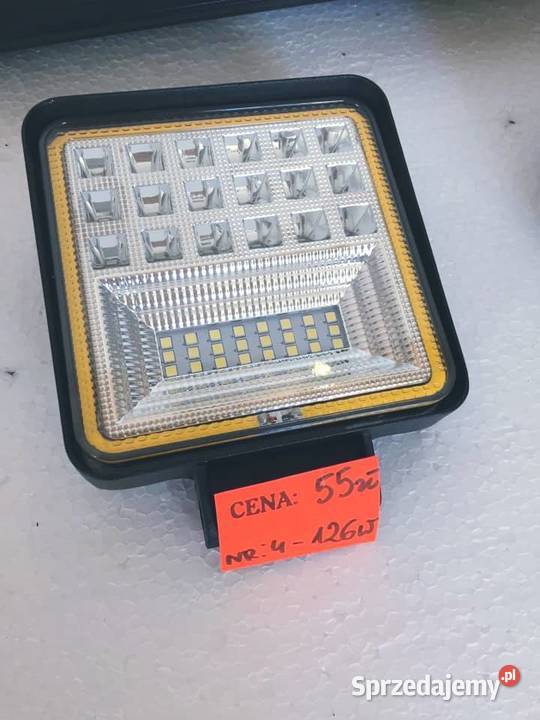 CENA: 55zł
NR: 4 - 126W
Sprzedajemy.pl